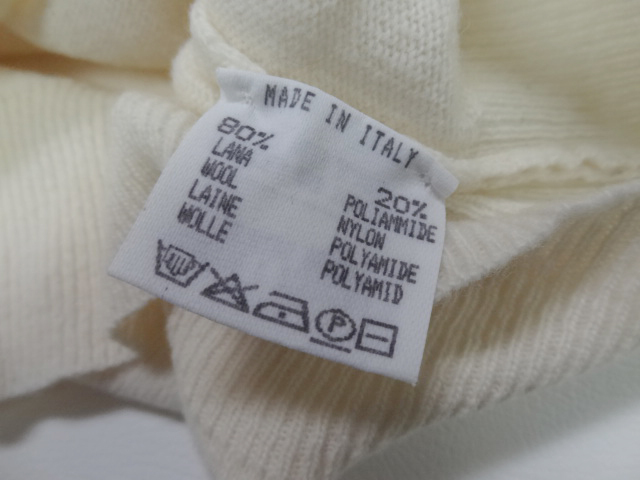 MADE IN ITALY
80%
LANA
WOOL
LAINE
WOLLE
20%
POLIAMMIDE
NYLON
POLYAMIDE
POLYAMID
P